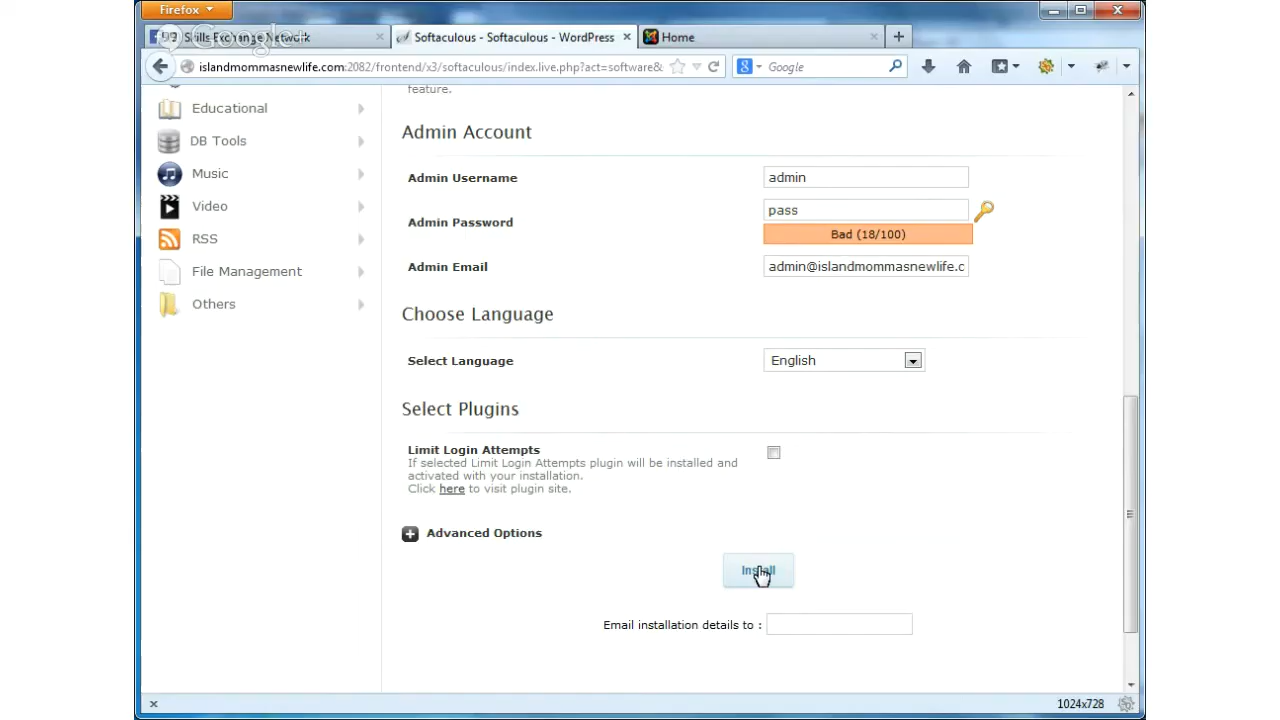 Firefox
Skills Exchange Network
Softaculous - Softaculous - WordPress
Home
Google+
islandmommasnewlife.com:2082/frontend/x3/softaculous/index.live.php?act=software&
Google
feature.
Educational
DB Tools
Music
Video
RSS
File Management
Others
Admin Account
Admin Username
admin
Admin Password
pass
Bad (18/100)
Admin Email
admin@islandmommasnewlife.c
Choose Language
Select Language
English
Select Plugins
Limit Login Attempts
If selected Limit Login Attempts plugin will be installed and
activated with your installation.
Click here to visit plugin site.
Advanced Options
Install
Email installation details to :
1024x728